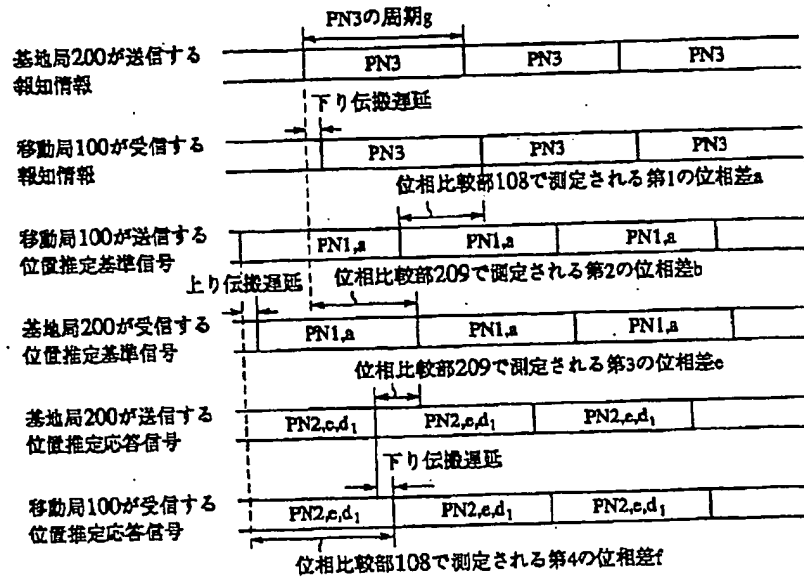 PN3の周期g
基地局200が送信する
報知情報
PN3 PN3 PN3
下り伝搬遅延
移動局100が受信する
報知情報
PN3 PN3 PN3
位相比較部108で測定される第1の位相差a
移動局100が送信する
位置推定基準信号
PN1,a PN1,a PN1,a
上り伝搬遅延
位相比較部209で測定される第2の位相差b
基地局200が受信する
位置推定基準信号
PN1,a PN1,a PN1,a
位相比較部209で測定される第3の位相差e
基地局200が送信する
位置推定応答信号
PN2,e,d₁ PN2,e,d₁ PN2,e,d₁
下り伝搬遅延
移動局100が受信する
位置推定応答信号
PN2,e,d₁ PN2,e,d₁ PN2,e,d₁
位相比較部108で測定される第4の位相差f